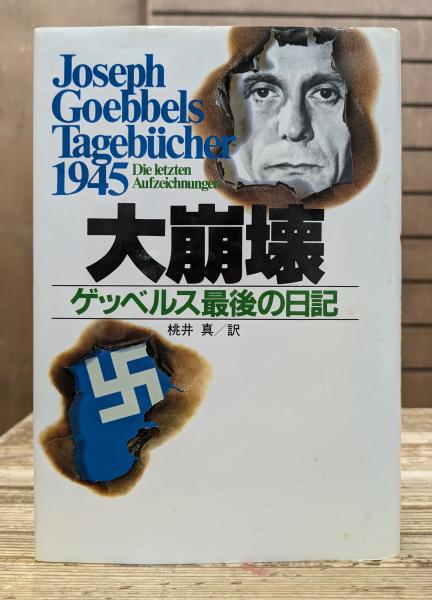 Joseph
Goebbels
Tagebücher
1945 Die letzten
Aufzeichnungen
大崩壊
ゲッベルス最後の日記
桃井 真／訳